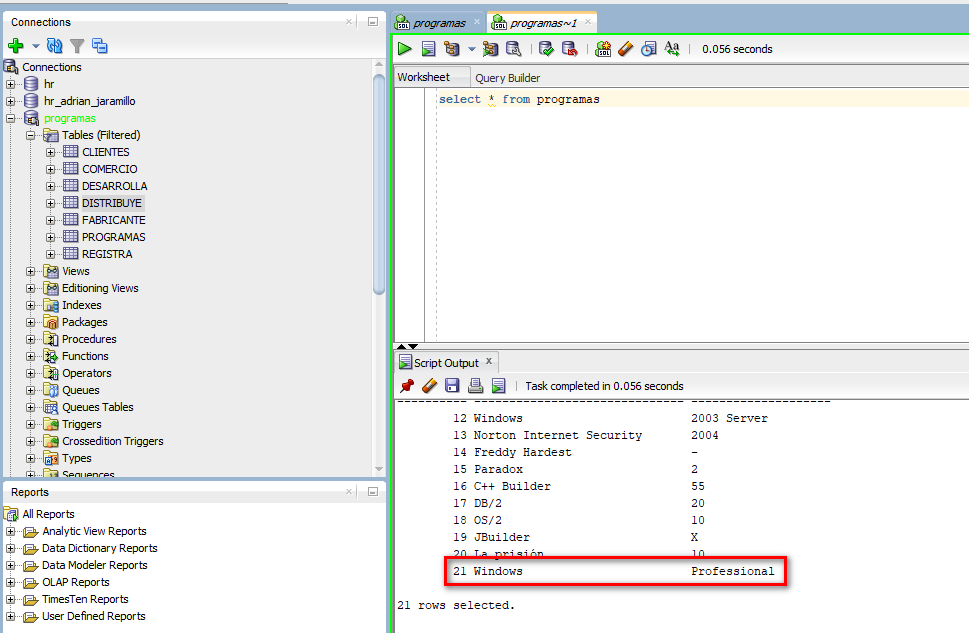 Connections
Connections
hr
hr_adrian_jaramillo
programas
Tables (Filtered)
CLIENTES
COMERCIO
DESARROLLA
DISTRIBUYE
FABRICANTE
PROGRAMAS
REGISTRA
Views
Editioning Views
Indexes
Packages
Procedures
Functions
Operators
Queues
Queues Tables
Triggers
Crossedition Triggers
Types
Sequences
Reports
All Reports
Analytic View Reports
Data Dictionary Reports
Data Modeler Reports
OLAP Reports
TimesTen Reports
User Defined Reports
programas programas~1
0.056 seconds
Worksheet Query Builder
select * from programas
Script Output
Task completed in 0.056 seconds
12 Windows 2003 Server
13 Norton Internet Security 2004
14 Freddy Hardest -
15 Paradox 2
16 C++ Builder 55
17 DB/2 20
18 OS/2 10
19 JBuilder X
20 La prisión 10
21 Windows Professional
21 rows selected.